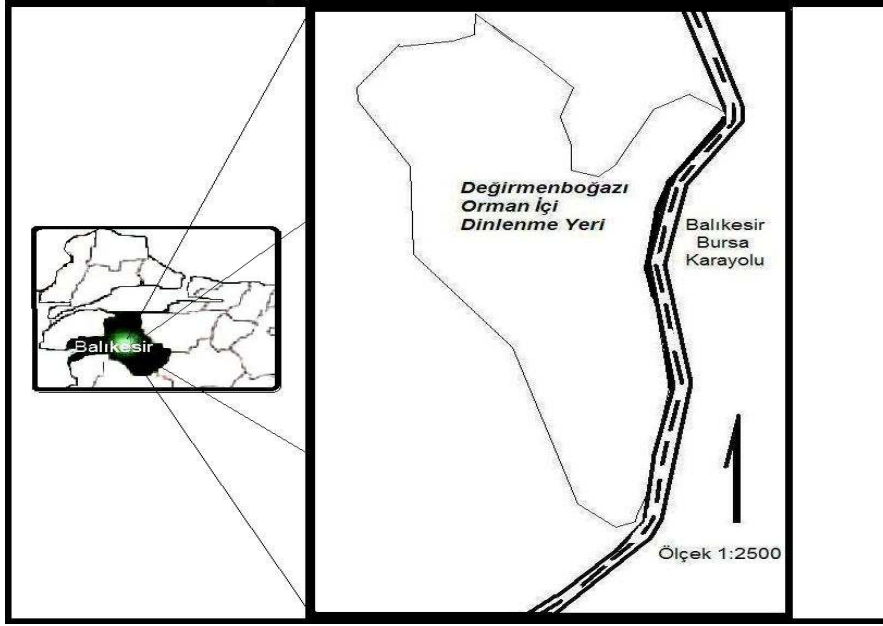 Değirmenboğazı
Orman İçi
Dinlenme Yeri
Balıkesir
Bursa
Karayolu
Balıkesir
Ölçek 1:2500